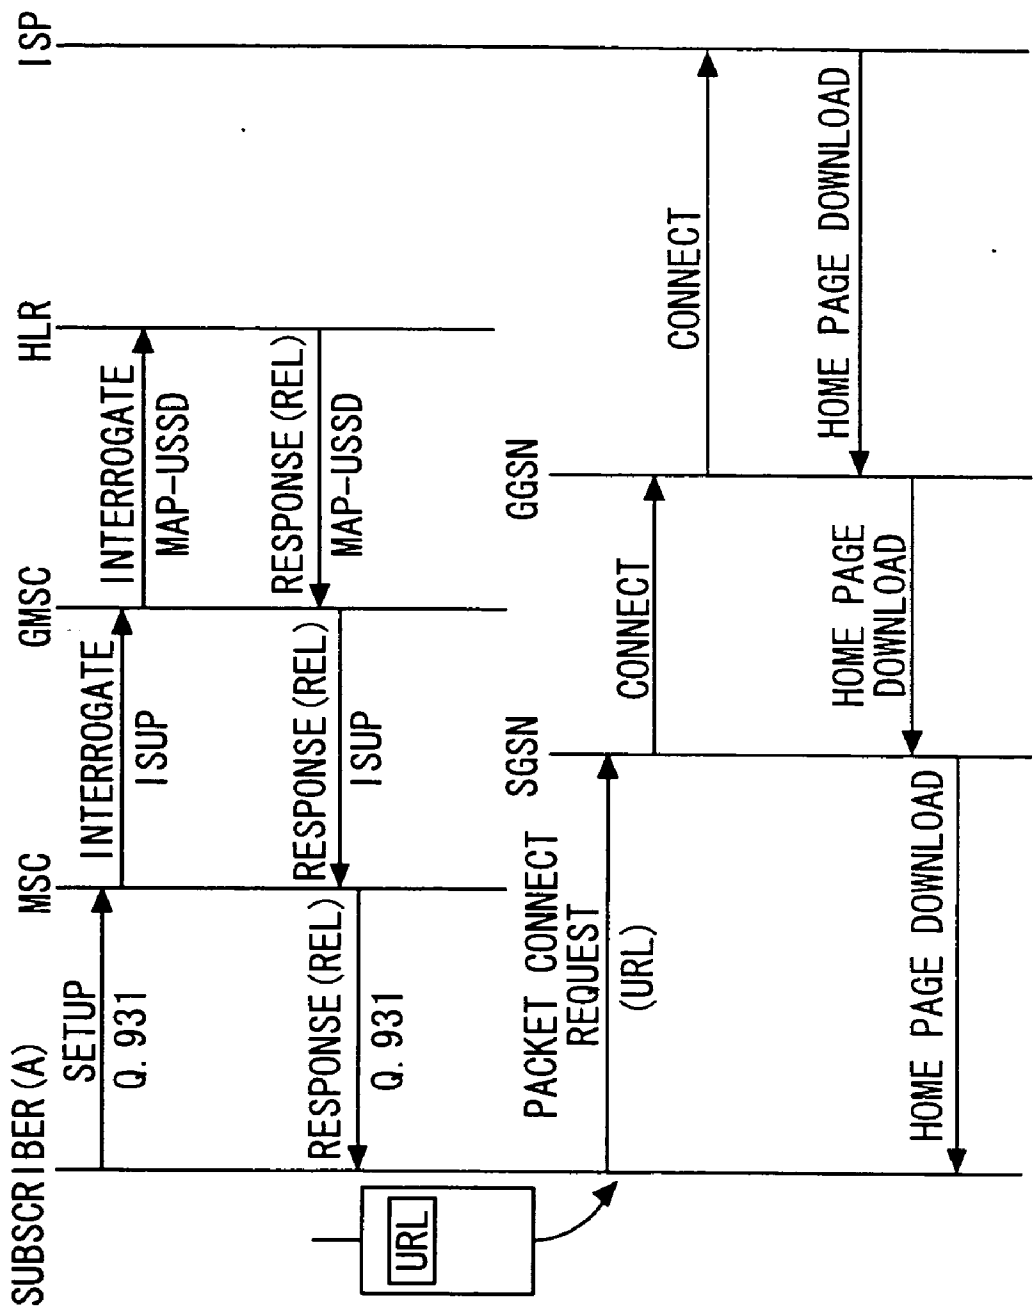 SUBSCRIBER(A)
MSC
GMSC
HLR
ISP
SETUP
Q.931
INTERROGATE
ISUP
INTERROGATE
MAP-USSD
RESPONSE(REL)
MAP-USSD
RESPONSE(REL)
ISUP
RESPONSE(REL)
Q.931
URL
SGSN
GGSN
PACKET CONNECT
REQUEST
(URL)
CONNECT
CONNECT
HOME PAGE DOWNLOAD
HOME PAGE
DOWNLOAD
HOME PAGE DOWNLOAD